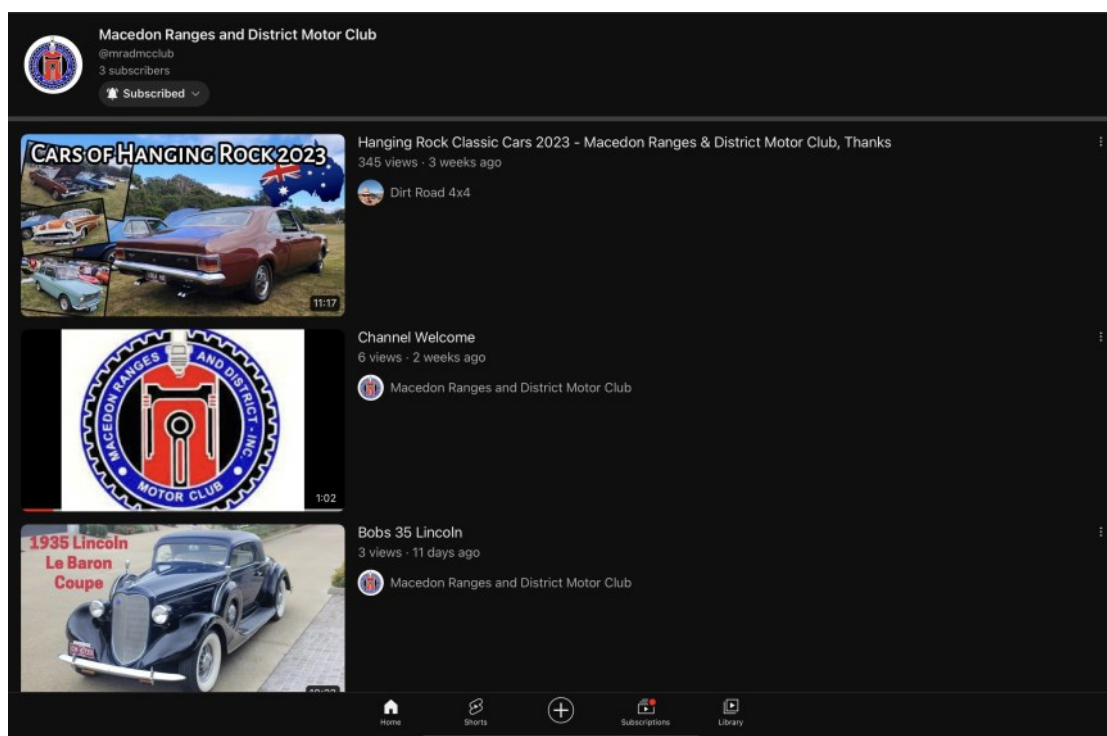 Macedon Ranges and District Motor Club
@mradmcclub
3 subscribers
Subscribed
CARS OF HANGING ROCK 2023
11:17
Hanging Rock Classic Cars 2023 - Macedon Ranges & District Motor Club, Thanks
345 views · 3 weeks ago
Dirt Road 4x4
MACEDON RANGES AND DISTRICT - INC.
MOTOR CLUB
1:02
Channel Welcome
6 views · 2 weeks ago
Macedon Ranges and District Motor Club
1935 Lincoln
Le Baron
Coupe
Bobs 35 Lincoln
3 views · 11 days ago
Macedon Ranges and District Motor Club
Home
Shorts
Subscriptions
Library